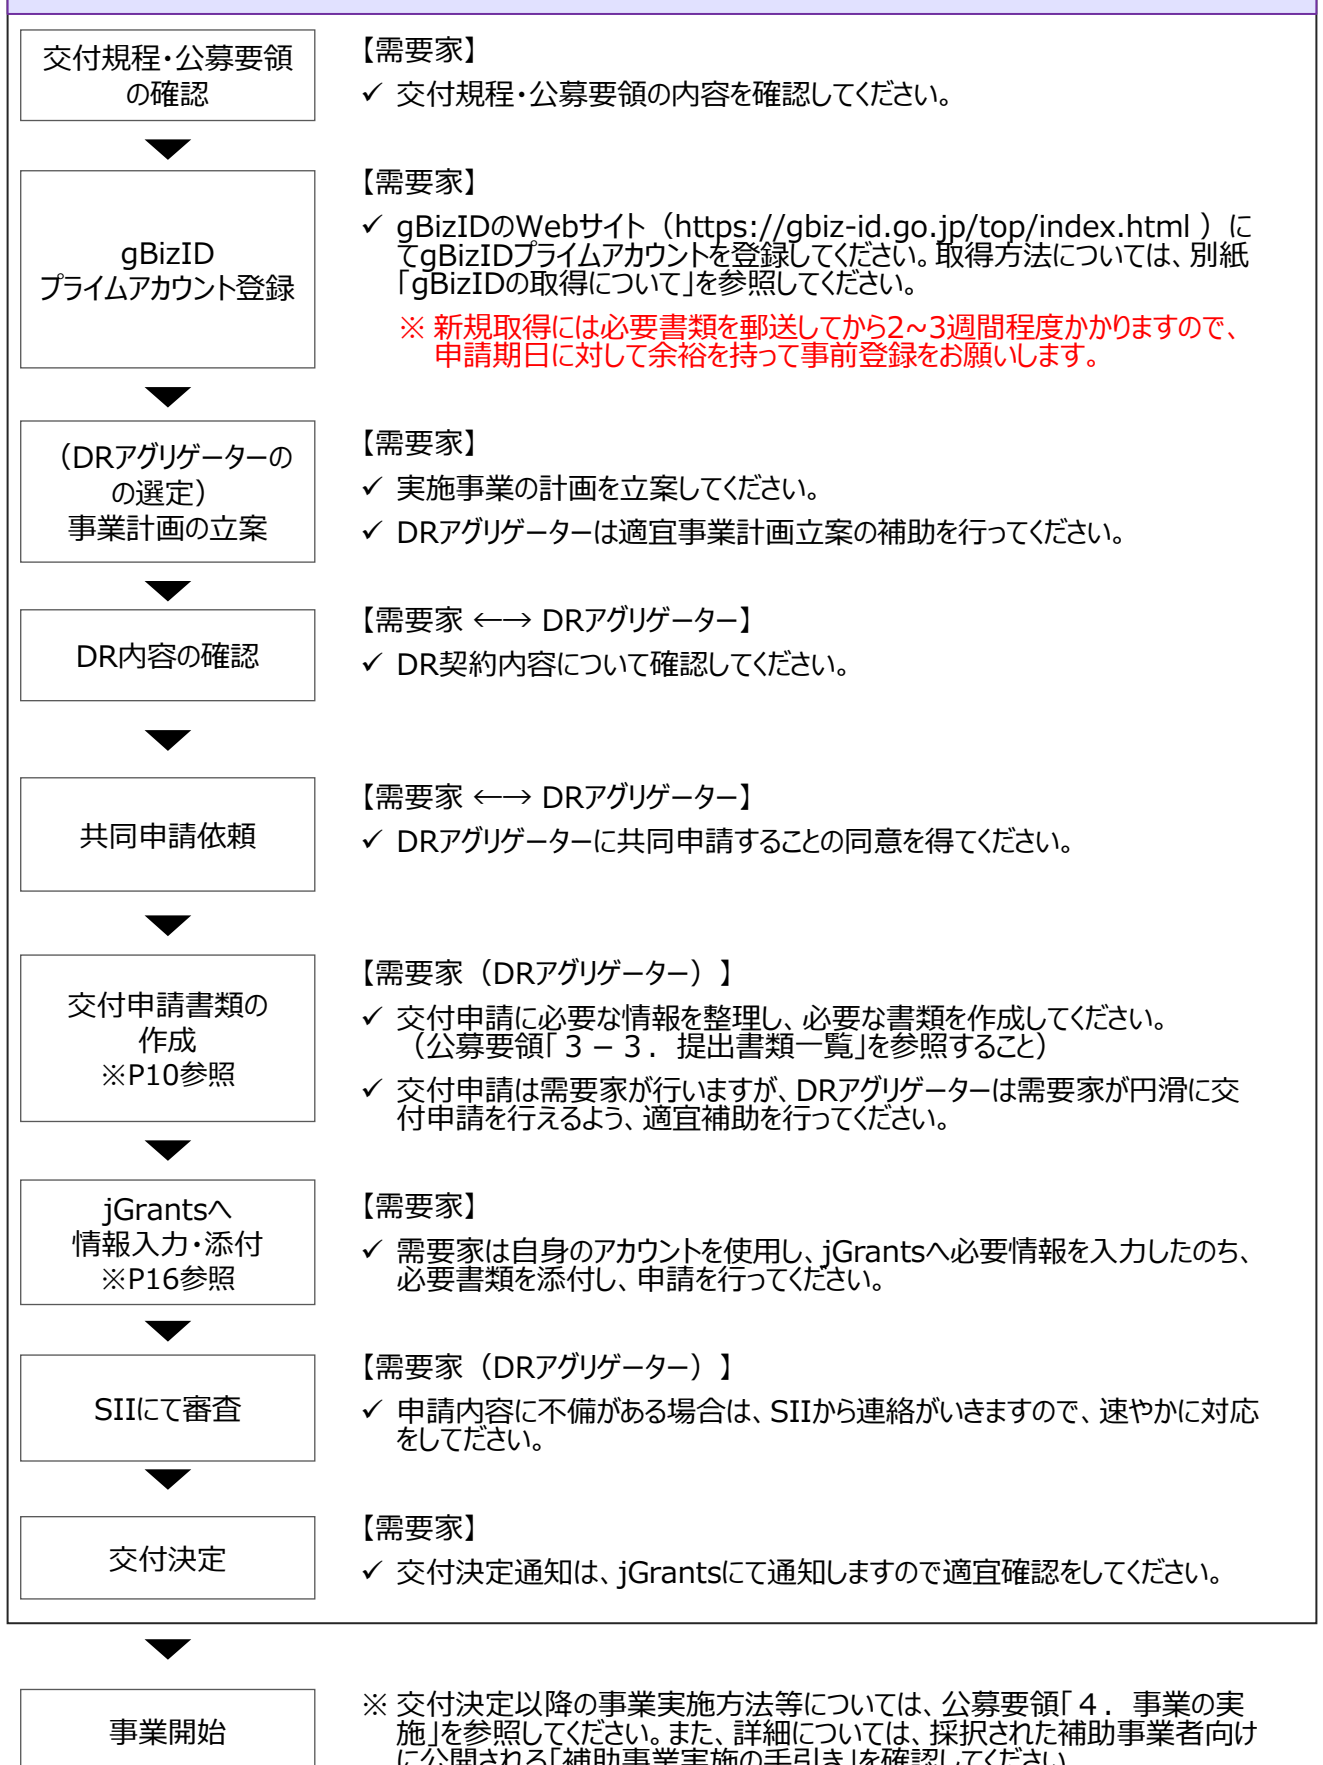 交付規程・公募要領
の確認
【需要家】
✓ 交付規程・公募要領の内容を確認してください。
gBizID
プライムアカウント登録
【需要家】
✓ gBizIDのWebサイト（https://gbiz-id.go.jp/top/index.html ）に
てgBizIDプライムアカウントを登録してください。取得方法については、別紙
「gBizIDの取得について」を参照してください。
※ 新規取得には必要書類を郵送してから2~3週間程度かかりますので、
申請期日に対して余裕を持って事前登録をお願いします。
（DRアグリゲーターの
の選定）
事業計画の立案
【需要家】
✓ 実施事業の計画を立案してください。
✓ DRアグリゲーターは適宜事業計画立案の補助を行ってください。
DR内容の確認
【需要家 ←→ DRアグリゲーター】
✓ DR契約内容について確認してください。
共同申請依頼
【需要家 ←→ DRアグリゲーター】
✓ DRアグリゲーターに共同申請することの同意を得てください。
交付申請書類の
作成
※P10参照
【需要家（DRアグリゲーター）】
✓ 交付申請に必要な情報を整理し、必要な書類を作成してください。
（公募要領「３－３．提出書類一覧」を参照すること）
✓ 交付申請は需要家が行いますが、DRアグリゲーターは需要家が円滑に交
付申請を行えるよう、適宜補助を行ってください。
jGrantsへ
情報入力・添付
※P16参照
【需要家】
✓ 需要家は自身のアカウントを使用し、jGrantsへ必要情報を入力したのち、
必要書類を添付し、申請を行ってください。
SIIにて審査
【需要家（DRアグリゲーター）】
✓ 申請内容に不備がある場合は、SIIから連絡がいきますので、速やかに対応
をしてださい。
交付決定
【需要家】
✓ 交付決定通知は、jGrantsにて通知しますので適宜確認をしてください。
事業開始
※ 交付決定以降の事業実施方法等については、公募要領「４．事業の実
施」を参照してください。また、詳細については、採択された補助事業者向け
に公開される「補助事業実施の手引き」を確認してください